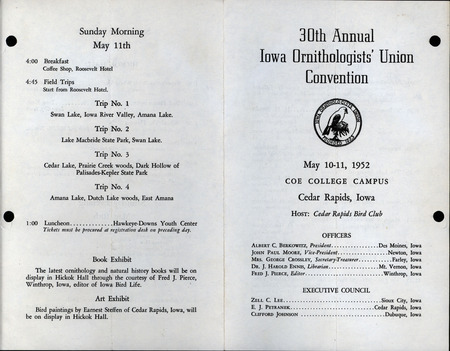 Sunday Morning
May 11th
4:00 Breakfast
Coffee Shop, Roosevelt Hotel
4:45 Field Trips
Start from Roosevelt Hotel.
Trip No. 1
Swan Lake, Iowa River Valley, Amana Lake.
Trip No. 2
Lake Macbride State Park, Swan Lake.
Trip No. 3
Cedar Lake, Prairie Creek woods, Dark Hollow of
Palisades-Kepler State Park
Trip No. 4
Amana Lake, Dutch Lake woods, East Amana
1:00 Luncheon..............Hawkeye-Downs Youth Center
Tickets must be procured at registration desk on preceding day.
Book Exhibit
The latest ornithology and natural history books will be on
display in Hickok Hall through the courtesy of Fred J. Pierce,
Winthrop, Iowa, editor of Iowa Bird Life.
Art Exhibit
Bird paintings by Earnest Steffen of Cedar Rapids, Iowa, will
be on display in Hickok Hall.
30th Annual
Iowa Ornithologists' Union
Convention
May 10-11, 1952
COE COLLEGE CAMPUS
Cedar Rapids, Iowa
HOST: Cedar Rapids Bird Club
OFFICERS
ALBERT C. BERKOWITZ, President....................Des Moines, Iowa
JOHN PAUL MOORE, Vice-President....................Newton, Iowa
MRS. GEORGE CROSSLEY, Secretary-Treasurer............Farley, Iowa
DR. J. HAROLD ENNIS, Librarian....................Mt. Vernon, Iowa
FRED J. PIERCE, Editor....................Winthrop, Iowa
EXECUTIVE COUNCIL
ZELL C. LEE....................Sioux City, Iowa
E. J. PETRANEK....................Cedar Rapids, Iowa
CLIFFORD JOHNSON ....................Dubuque, Iowa